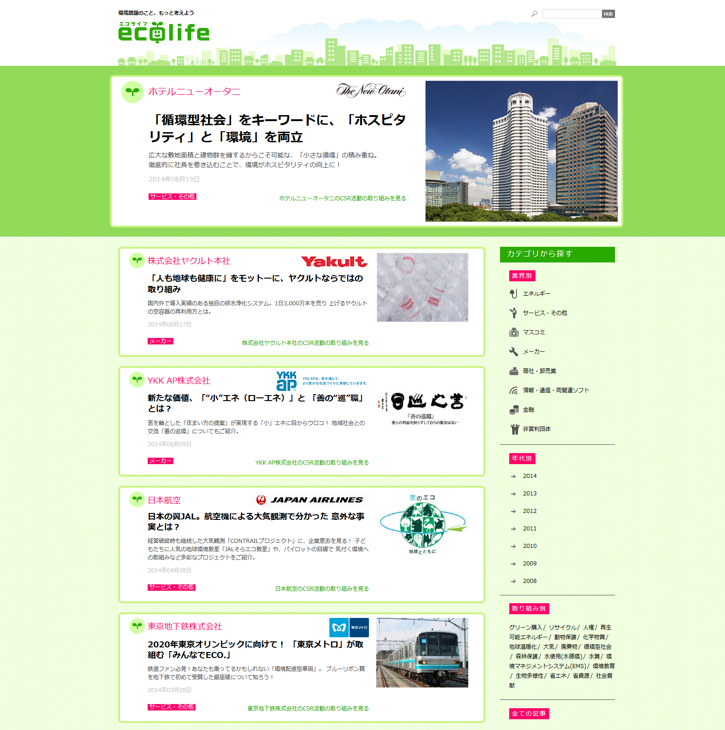 環境問題のこと。もっと考えよう
エコライフ
ecolife
検索
ホテルニューオータニ
The New Otani
「循環型社会」をキーワードに、「ホスピタ
リティ」と「環境」を両立
広大な敷地面積と建物群を擁するからこそ可能な、「小さな循環」の積み重ね。
徹底的に社員を巻き込むことで、環境がホスピタリティの向上に！
2014年08月19日
サービス・その他
ホテルニューオータニのCSR活動の取り組みを見る
株式会社ヤクルト本社
Yakult
「人も地球も健康に」をモットーに、ヤクルトならではの
取り組み
国内外で導入実績のある独自の排水浄化システム。1日3,000万本を売り 上げるヤクルト
の空容器の再利用方とは。
2014年06月17日
メーカー
株式会社ヤクルト本社のCSR活動の取り組みを見る
YKK AP株式会社
YKK
ap
新たな価値、「“小”エネ（ローエネ）」と 「善の“巡”環」
とは？
窓を軸とした「住まい方の提案」が実現する「小」エネに目からウロコ！ 地域社会との
交流「善の巡環」についてもご紹介。
2014年06月09日
メーカー
YKK AP株式会社のCSR活動の取り組みを見る
「善の巡環」
他人の利益を図らずして自らの繁栄はない
日本航空
JAPAN AIRLINES
日本の翼JAL。航空機による大気観測で分かった 意外な事
実とは？
経営破綻時も継続した大気観測「CONTRAILプロジェクト」に、企業意志を見る！ 子ど
もたちに人気の地球環境教室「JALそらエコ教室」や、パイロットの目線で 気付く環境へ
の取組みなど多彩なプロジェクトをご紹介。
2014年04月28日
サービス・その他
日本航空のCSR活動の取り組みを見る
空のエコ
地球とともに
東京地下鉄株式会社
東京メトロ
2020年東京オリンピックに向けて！ 「東京メトロ」が取
組む「みんなでECO.」
鉄道ファン必見！あなたも乗ってるかもしれない「環境配慮型車両」。 ブルーリボン賞
を地下鉄で初めて受賞した銀座線について知ろう！
2014年03月28日
サービス・その他
東京地下鉄株式会社のCSR活動の取り組みを見る
カテゴリから探す
業界別
エネルギー
サービス・その他
マスコミ
メーカー
商社・卸売業
情報・通信・同関連ソフト
金融
非営利団体
年代別
2014
2013
2012
2011
2010
2009
2008
取り組み別
グリーン購入/ リサイクル/ 人権/ 再生
可能エネルギー/ 動物保護/ 化学物質/
地球温暖化/ 大気/ 廃棄物/ 循環型社会
/ 森林保護/ 水使用(水循環)/ 水質/ 環
境マネジメントシステム(EMS)/ 環境教育
/ 生物多様性/ 省エネ/ 省資源/ 社会貢
献
全ての記事